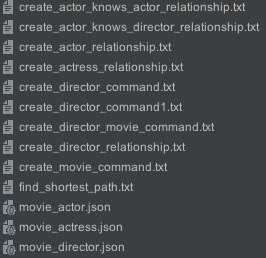 create_actor_knows_actor_relationship.txt
create_actor_knows_director_relationship.txt
create_actor_relationship.txt
create_actress_relationship.txt
create_director_command.txt
create_director_command1.txt
create_director_movie_command.txt
create_director_relationship.txt
create_movie_command.txt
find_shortest_path.txt
movie_actor.json
movie_actress.json
movie_director.json